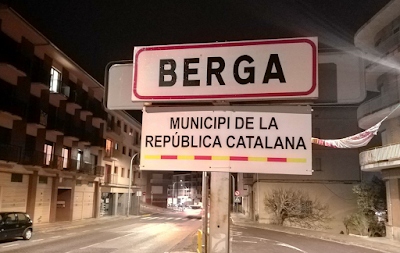 BERGA
MUNICIPI DE LA
REPÚBLICA CATALANA